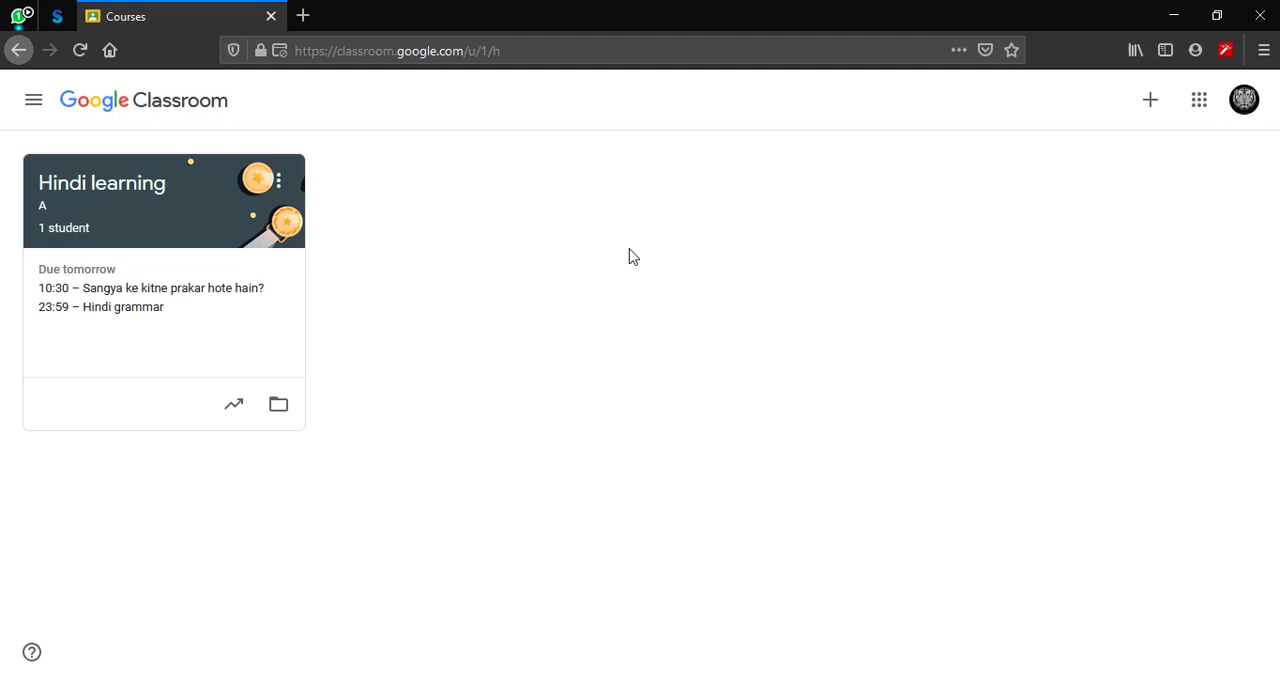 Courses
https://classroom.google.com/u/1/h
Google Classroom
Hindi learning
A
1 student
Due tomorrow
10:30 – Sangya ke kitne prakar hote hain?
23:59 – Hindi grammar